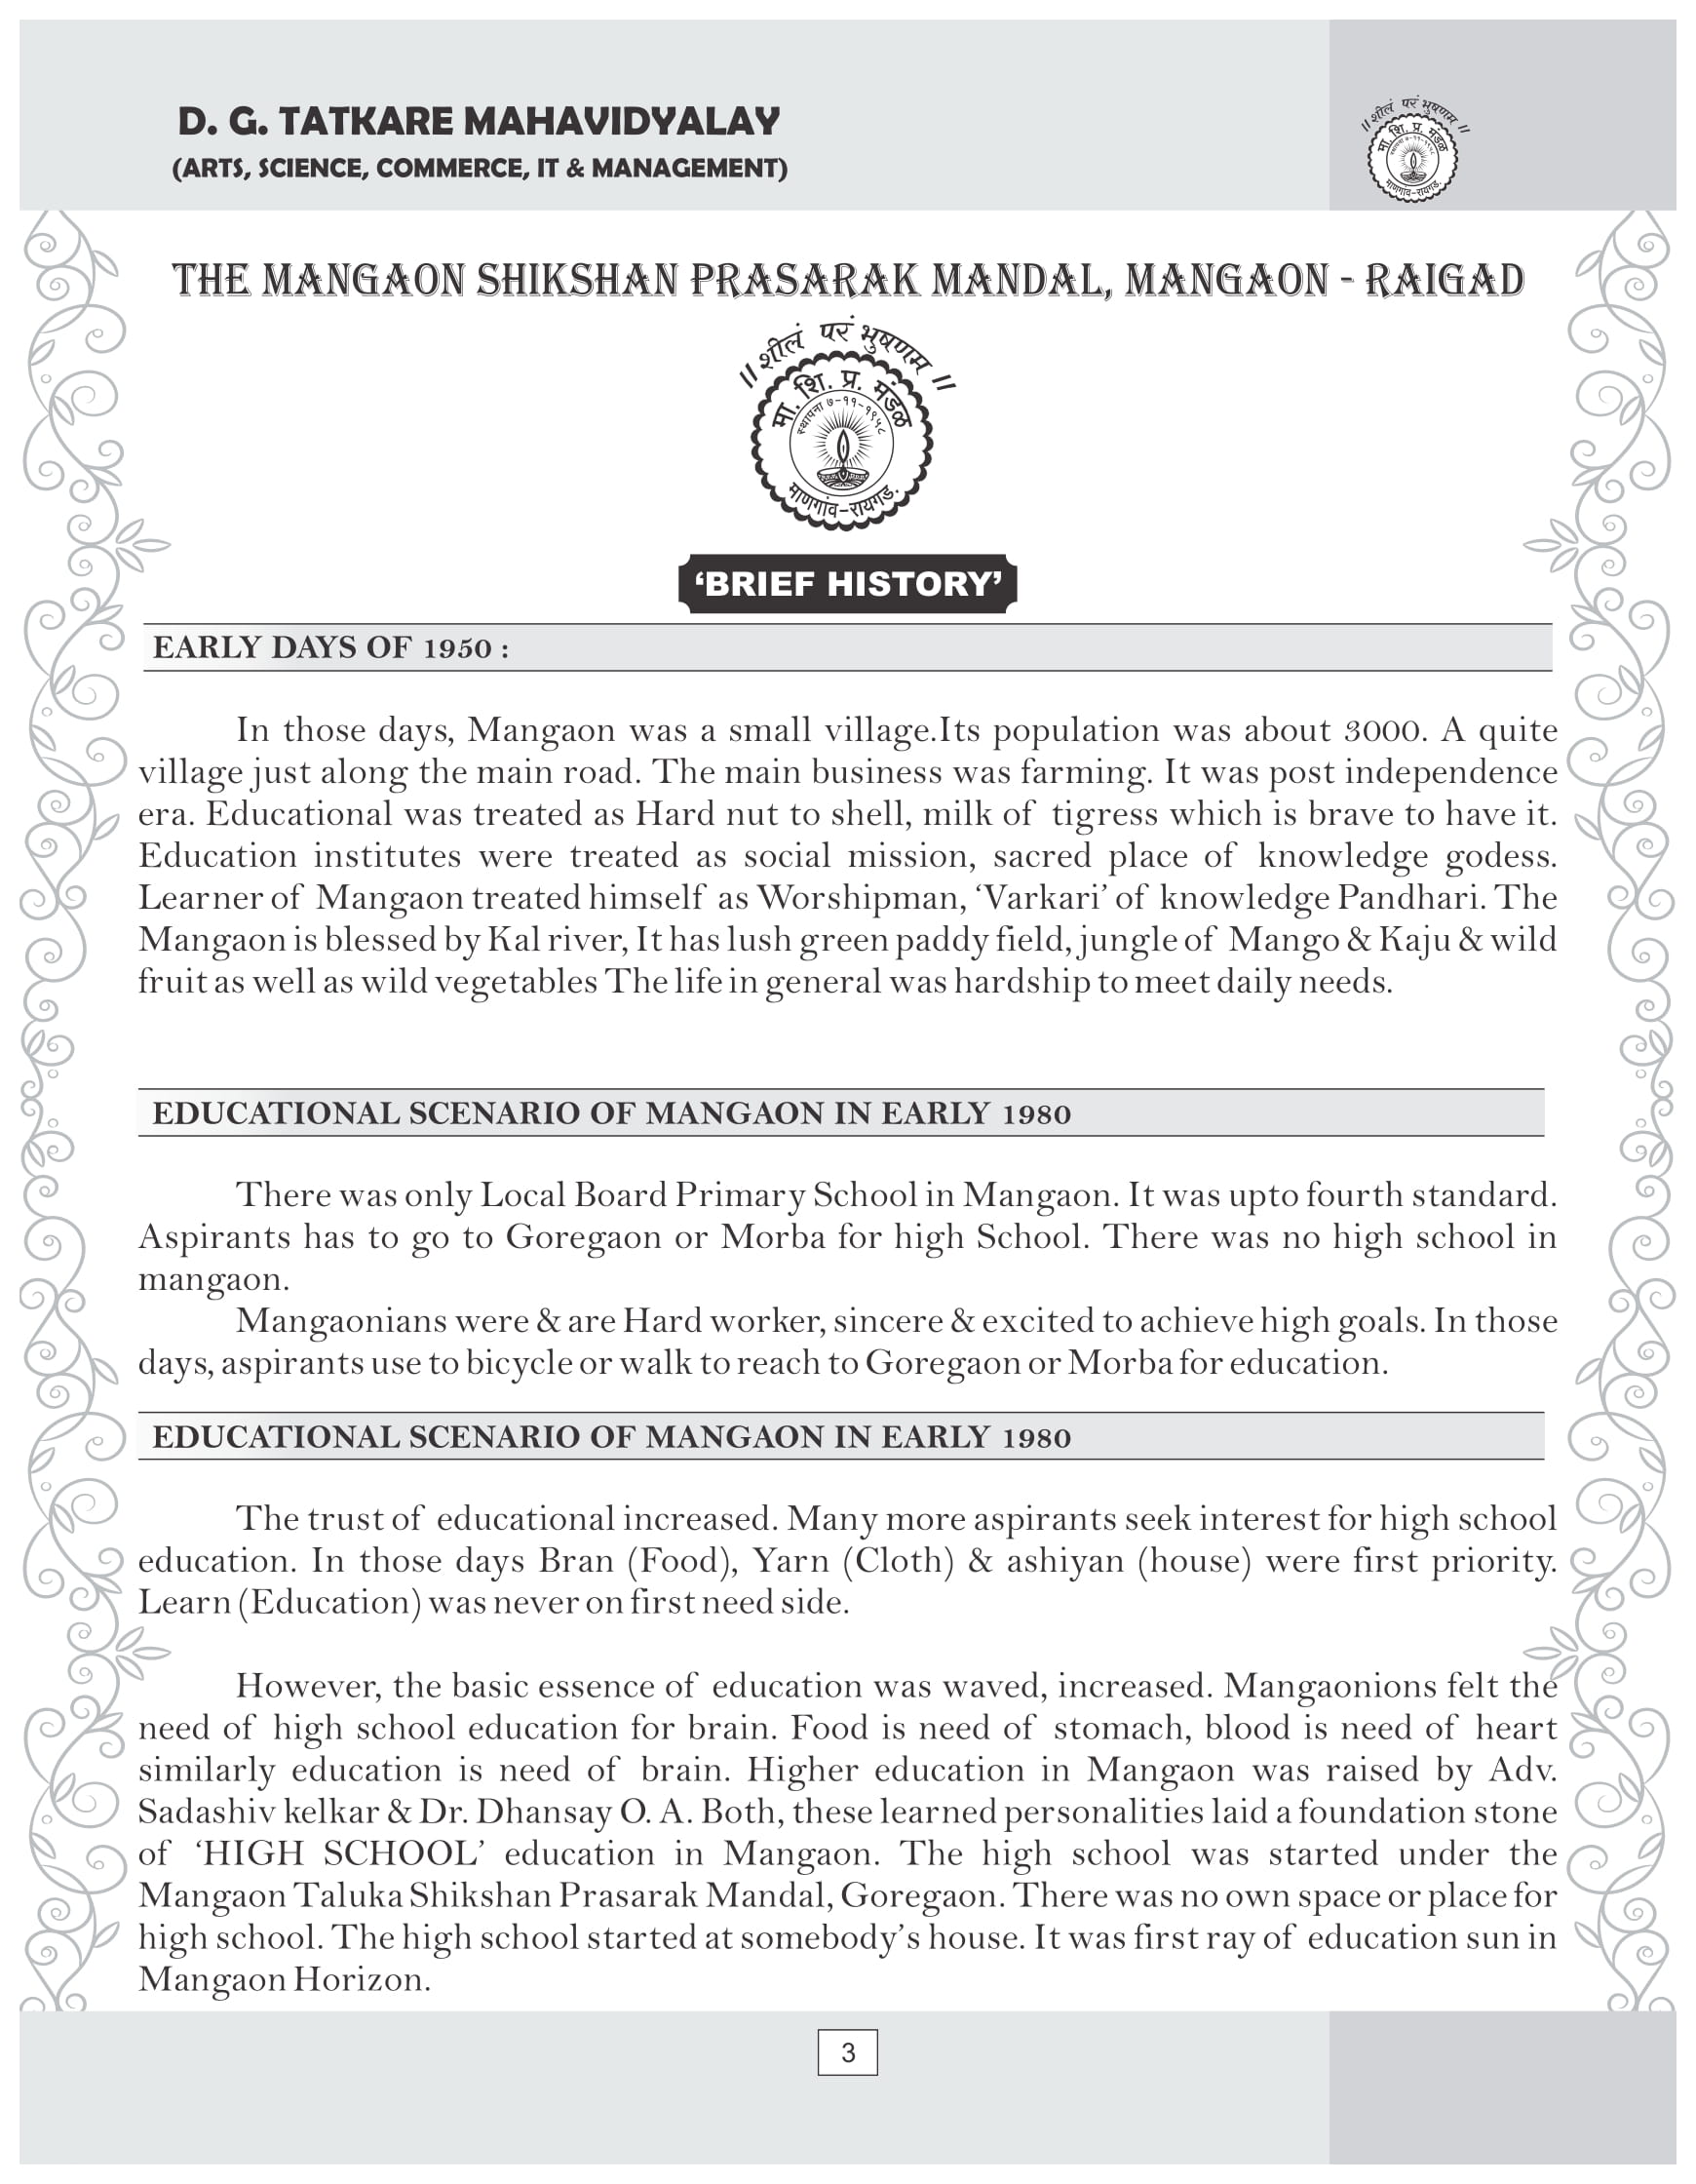 D. G. TATKARE MAHAVIDYALAY
(ARTS, SCIENCE, COMMERCE, IT & MANAGEMENT)
॥ शीलं परं भुषणम ॥
मा. शि. प्र. मंडळ
स्थापना ७-११-१९५८
माणगांव-रायगड.
THE MANGAON SHIKSHAN PRASARAK MANDAL, MANGAON - RAIGAD
॥ शीलं परं भुषणम ॥
मा. शि. प्र. मंडळ
स्थापना ७-११-१९५८
माणगांव-रायगड.
‘BRIEF HISTORY’
EARLY DAYS OF 1950 :
In those days, Mangaon was a small village.Its population was about 3000. A quite
village just along the main road. The main business was farming. It was post independence
era. Educational was treated as Hard nut to shell, milk of tigress which is brave to have it.
Education institutes were treated as social mission, sacred place of knowledge godess.
Learner of Mangaon treated himself as Worshipman, ‘Varkari’ of knowledge Pandhari. The
Mangaon is blessed by Kal river, It has lush green paddy field, jungle of Mango & Kaju & wild
fruit as well as wild vegetables The life in general was hardship to meet daily needs.
EDUCATIONAL SCENARIO OF MANGAON IN EARLY 1980
There was only Local Board Primary School in Mangaon. It was upto fourth standard.
Aspirants has to go to Goregaon or Morba for high School. There was no high school in
mangaon.
Mangaonians were & are Hard worker, sincere & excited to achieve high goals. In those
days, aspirants use to bicycle or walk to reach to Goregaon or Morba for education.
EDUCATIONAL SCENARIO OF MANGAON IN EARLY 1980
The trust of educational increased. Many more aspirants seek interest for high school
education. In those days Bran (Food), Yarn (Cloth) & ashiyan (house) were first priority.
Learn (Education) was never on first need side.
However, the basic essence of education was waved, increased. Mangaonions felt the
need of high school education for brain. Food is need of stomach, blood is need of heart
similarly education is need of brain. Higher education in Mangaon was raised by Adv.
Sadashiv kelkar & Dr. Dhansay O. A. Both, these learned personalities laid a foundation stone
of ‘HIGH SCHOOL’ education in Mangaon. The high school was started under the
Mangaon Taluka Shikshan Prasarak Mandal, Goregaon. There was no own space or place for
high school. The high school started at somebody’s house. It was first ray of education sun in
Mangaon Horizon.
3